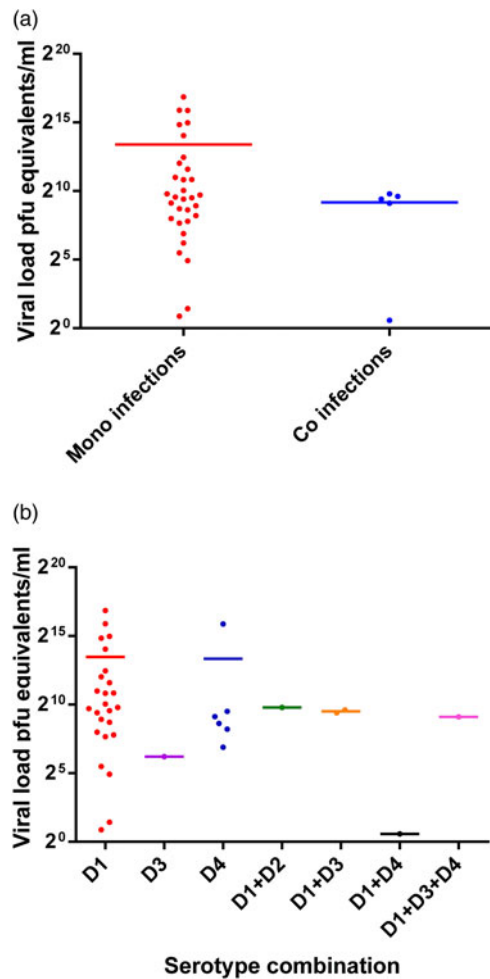 (a)
Viral load pfu equivalents/ml
2^20
2^15
2^10
2^5
2^0
Mono infections
Co infections
(b)
Viral load pfu equivalents/ml
2^20
2^15
2^10
2^5
2^0
D1
D3
D4
D1+D2
D1+D3
D1+D4
D1+D3+D4
Serotype combination